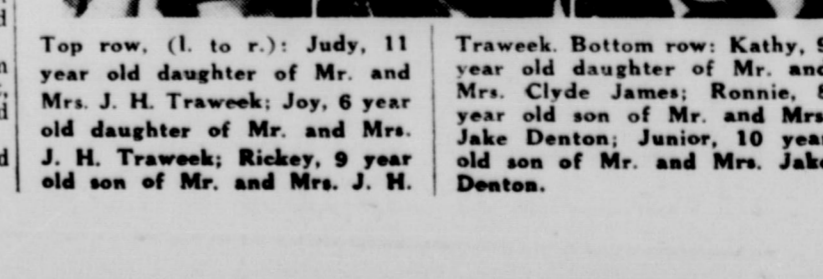 Top row, (l. to r.): Judy, 11
year old daughter of Mr. and
Mrs. J. H. Traweek; Joy, 6 year
old daughter of Mr. and Mrs.
J. H. Traweek; Rickey, 9 year
old son of Mr. and Mrs. J. H.
Traweek. Bottom row: Kathy,
year old daughter of Mr. and
Mrs. Clyde James; Ronnie,
year old son of Mr. and Mrs
Jake Denton; Junior, 10 year
old son of Mr. and Mrs. Jake
Denton.